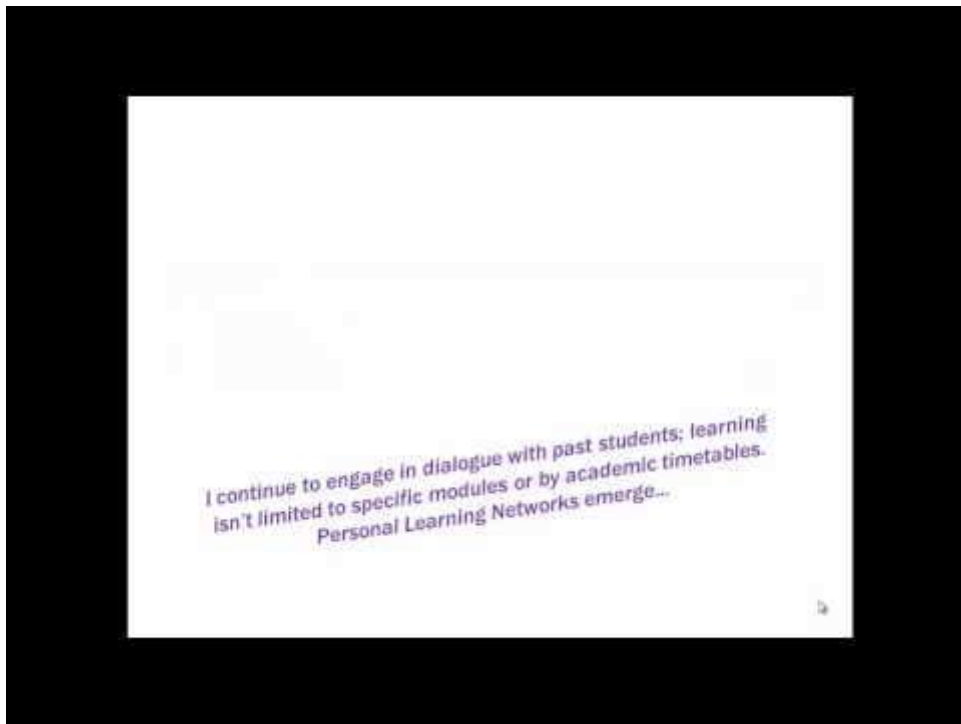 I continue to engage in dialogue with past students; learning
isn't limited to specific modules or by academic timetables.
Personal Learning Networks emerge...